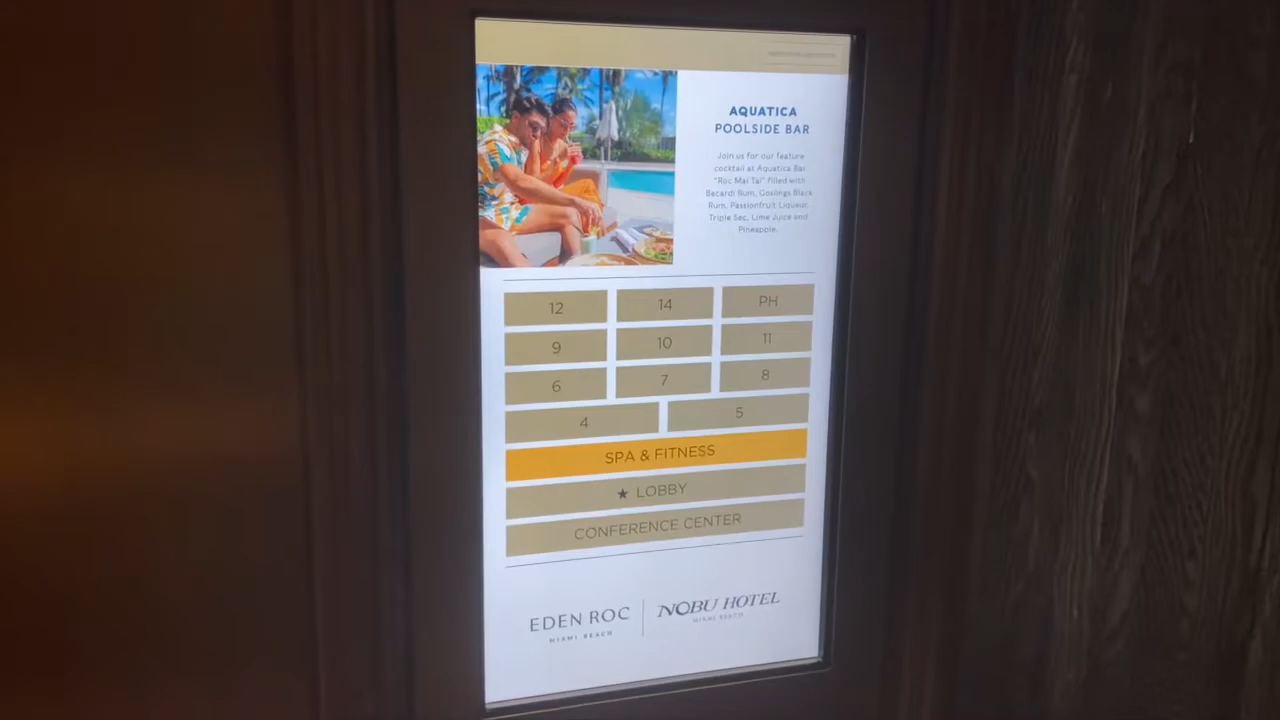 AQUATICA
POOLSIDE BAR
Join us for our feature
cocktail at Aquatica Bar
"Roc Mai Tai" filled with
Bacardi Rum, Goslings Black
Rum, Passionfruit Liqueur,
Triple Sec, Lime Juice and
Pineapple.
12 14 PH
9 10 11
6 7 8
4 5
SPA & FITNESS
★ LOBBY
CONFERENCE CENTER
EDEN ROC NOBU HOTEL
MIAMI BEACH MIAMI BEACH